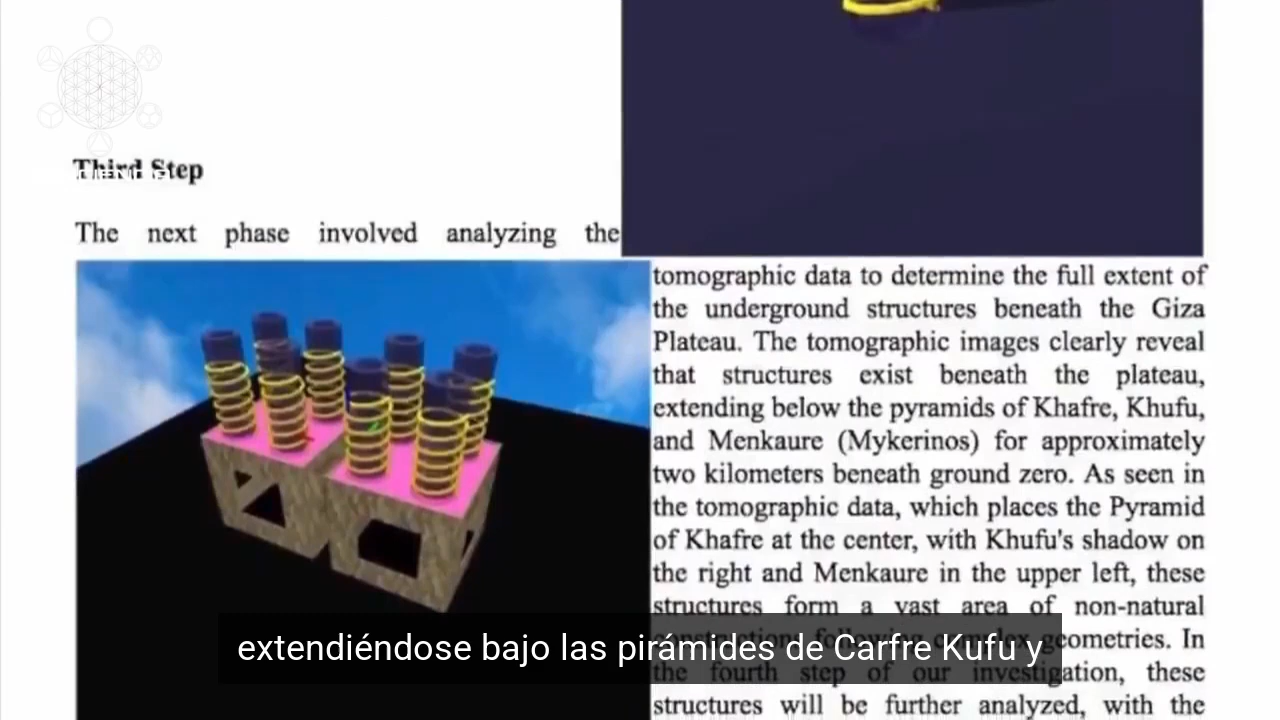 Third Step
The next phase involved analyzing the
tomographic data to determine the full extent of
the underground structures beneath the Giza
Plateau. The tomographic images clearly reveal
that structures exist beneath the plateau,
extending below the pyramids of Khafre, Khufu,
and Menkaure (Mykerinos) for approximately
two kilometers beneath ground zero. As seen in
the tomographic data, which places the Pyramid
of Khafre at the center, with Khufu's shadow on
the right and Menkaure in the upper left, these
structures form a vast area of non-natural
constructions following complex geometries. In
the fourth step of our investigation, these
structures will be further analyzed, with the
extendiéndose bajo las pirámides de Carfre Kufu y